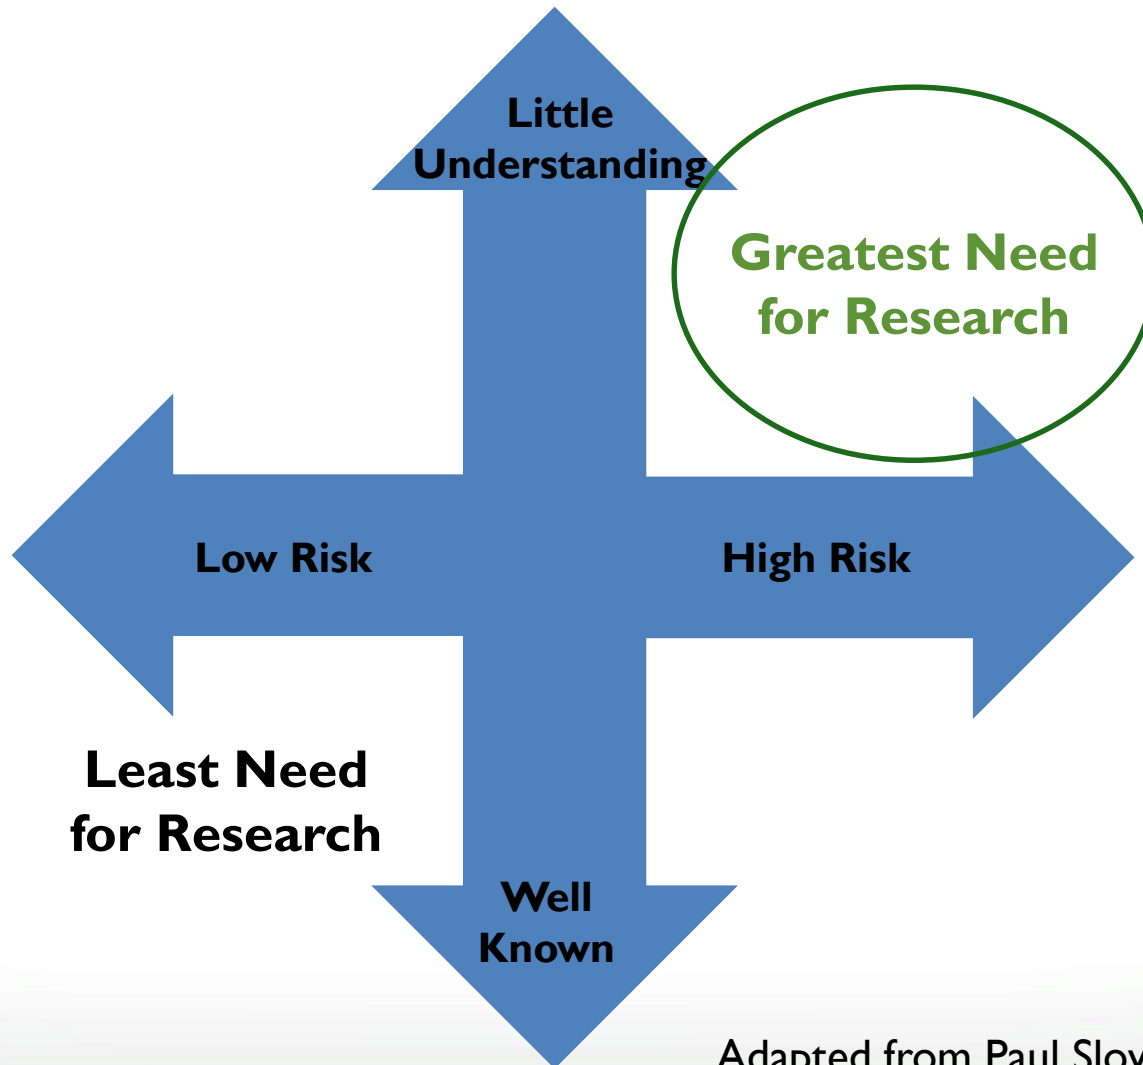 Little
Understanding
Greatest Need
for Research
Low Risk
High Risk
Least Need
for Research
Well
Known
Adapted from Paul